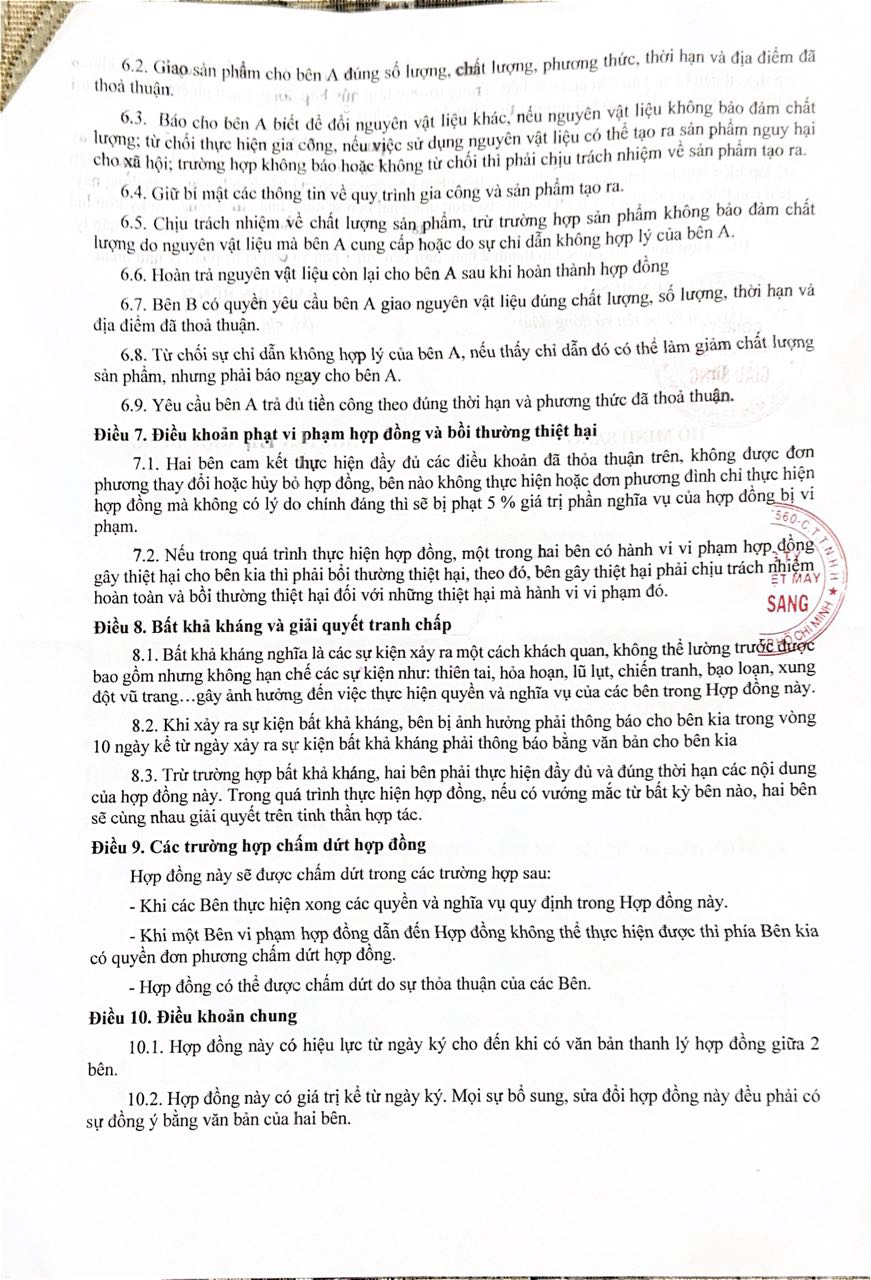 6.2. Giao sản phẩm cho bên A đúng số lượng, chất lượng, phương thức, thời hạn và địa điểm đã
thoả thuận.
6.3. Báo cho bên A biết để đổi nguyên vật liệu khác, nếu nguyên vật liệu không bảo đảm chất
lượng; từ chối thực hiện gia công, nếu việc sử dụng nguyên vật liệu có thể tạo ra sản phẩm nguy hại
cho xã hội; trường hợp không báo hoặc không từ chối thì phải chịu trách nhiệm về sản phẩm tạo ra.
6.4. Giữ bí mật các thông tin về quy trình gia công và sản phẩm tạo ra.
6.5. Chịu trách nhiệm về chất lượng sản phẩm, trừ trường hợp sản phẩm không bảo đảm chất
lượng do nguyên vật liệu mà bên A cung cấp hoặc do sự chỉ dẫn không hợp lý của bên A.
6.6. Hoàn trả nguyên vật liệu còn lại cho bên A sau khi hoàn thành hợp đồng
6.7. Bên B có quyền yêu cầu bên A giao nguyên vật liệu đúng chất lượng, số lượng, thời hạn và
địa điểm đã thoả thuận.
6.8. Từ chối sự chỉ dẫn không hợp lý của bên A, nếu thấy chỉ dẫn đó có thể làm giảm chất lượng
sản phẩm, nhưng phải báo ngay cho bên A.
6.9. Yêu cầu bên A trả đủ tiền công theo đúng thời hạn và phương thức đã thoả thuận.
Điều 7. Điều khoản phạt vi phạm hợp đồng và bồi thường thiệt hại
7.1. Hai bên cam kết thực hiện đầy đủ các điều khoản đã thỏa thuận trên, không được đơn
phương thay đổi hoặc hủy bỏ hợp đồng, bên nào không thực hiện hoặc đơn phương đình chỉ thực hiện
hợp đồng mà không có lý do chính đáng thì sẽ bị phạt 5 % giá trị phần nghĩa vụ của hợp đồng bị vi
phạm.
7.2. Nếu trong quá trình thực hiện hợp đồng, một trong hai bên có hành vi vi phạm hợp đồng
gây thiệt hại cho bên kia thì phải bồi thường thiệt hại, theo đó, bên gây thiệt hại phải chịu trách nhiệm
hoàn toàn và bồi thường thiệt hại đối với những thiệt hại mà hành vi vi phạm đó.
560-C.T.T.N.H.H
ỆT MAY
SANG
HỒ CHÍ MINH
Điều 8. Bất khả kháng và giải quyết tranh chấp
8.1. Bất khả kháng nghĩa là các sự kiện xảy ra một cách khách quan, không thể lường trước được
bao gồm nhưng không hạn chế các sự kiện như: thiên tai, hỏa hoạn, lũ lụt, chiến tranh, bạo loạn, xung
đột vũ trang…gây ảnh hưởng đến việc thực hiện quyền và nghĩa vụ của các bên trong Hợp đồng này.
8.2. Khi xảy ra sự kiện bất khả kháng, bên bị ảnh hưởng phải thông báo cho bên kia trong vòng
10 ngày kể từ ngày xảy ra sự kiện bất khả kháng phải thông báo bằng văn bản cho bên kia
8.3. Trừ trường hợp bất khả kháng, hai bên phải thực hiện đầy đủ và đúng thời hạn các nội dung
của hợp đồng này. Trong quá trình thực hiện hợp đồng, nếu có vướng mắc từ bất kỳ bên nào, hai bên
sẽ cùng nhau giải quyết trên tinh thần hợp tác.
Điều 9. Các trường hợp chấm dứt hợp đồng
Hợp đồng này sẽ được chấm dứt trong các trường hợp sau:
- Khi các Bên thực hiện xong các quyền và nghĩa vụ quy định trong Hợp đồng này.
- Khi một Bên vi phạm hợp đồng dẫn đến Hợp đồng không thể thực hiện được thì phía Bên kia
có quyền đơn phương chấm dứt hợp đồng.
- Hợp đồng có thể được chấm dứt do sự thỏa thuận của các Bên.
Điều 10. Điều khoản chung
10.1. Hợp đồng này có hiệu lực từ ngày ký cho đến khi có văn bản thanh lý hợp đồng giữa 2
bên.
10.2. Hợp đồng này có giá trị kể từ ngày ký. Mọi sự bổ sung, sửa đổi hợp đồng này đều phải có
sự đồng ý bằng văn bản của hai bên.